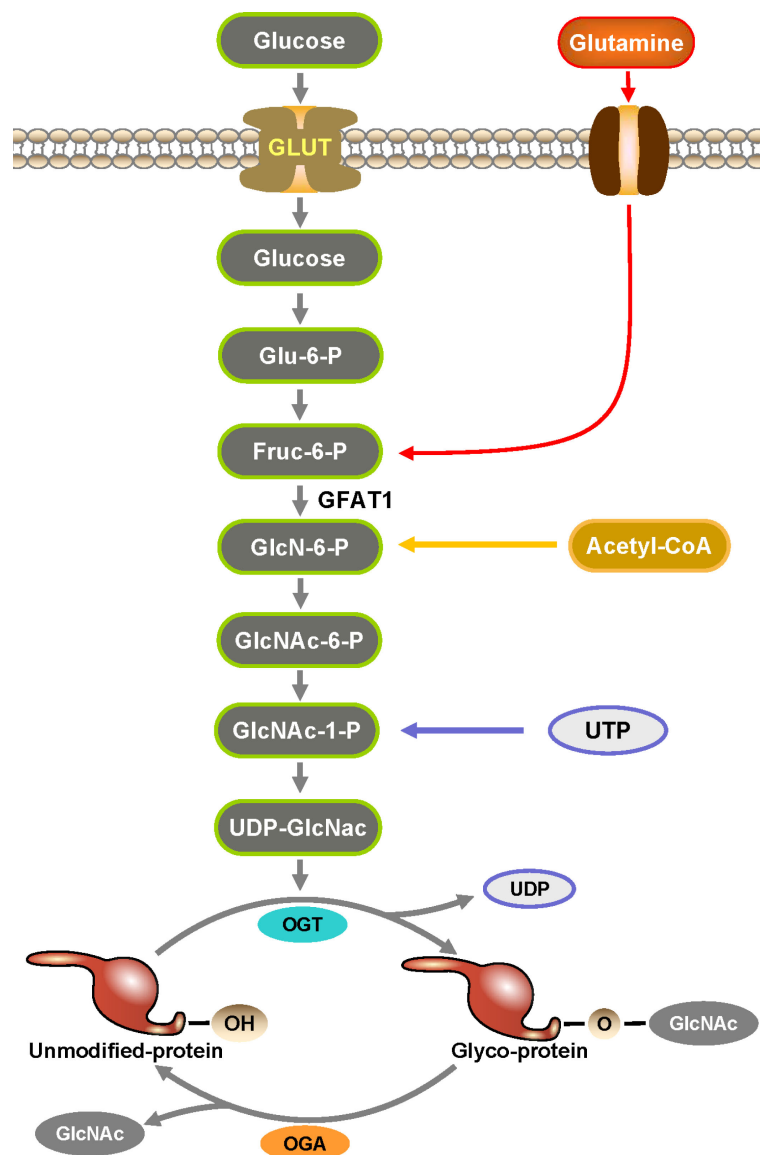 Glucose
Glutamine
GLUT
Glucose
Glu-6-P
Fruc-6-P
GFAT1
GlcN-6-P
Acetyl-CoA
GlcNAc-6-P
GlcNAc-1-P
UTP
UDP-GlcNac
UDP
OGT
OH
O
GlcNAc
Unmodified-protein
Glyco-protein
GlcNAc
OGA